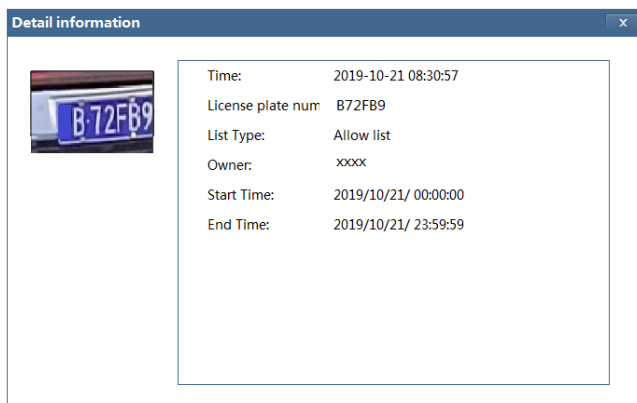 Detail information x
B·72FB9
Time: 2019-10-21 08:30:57
License plate num B72FB9
List Type: Allow list
Owner: xxxx
Start Time: 2019/10/21/ 00:00:00
End Time: 2019/10/21/ 23:59:59